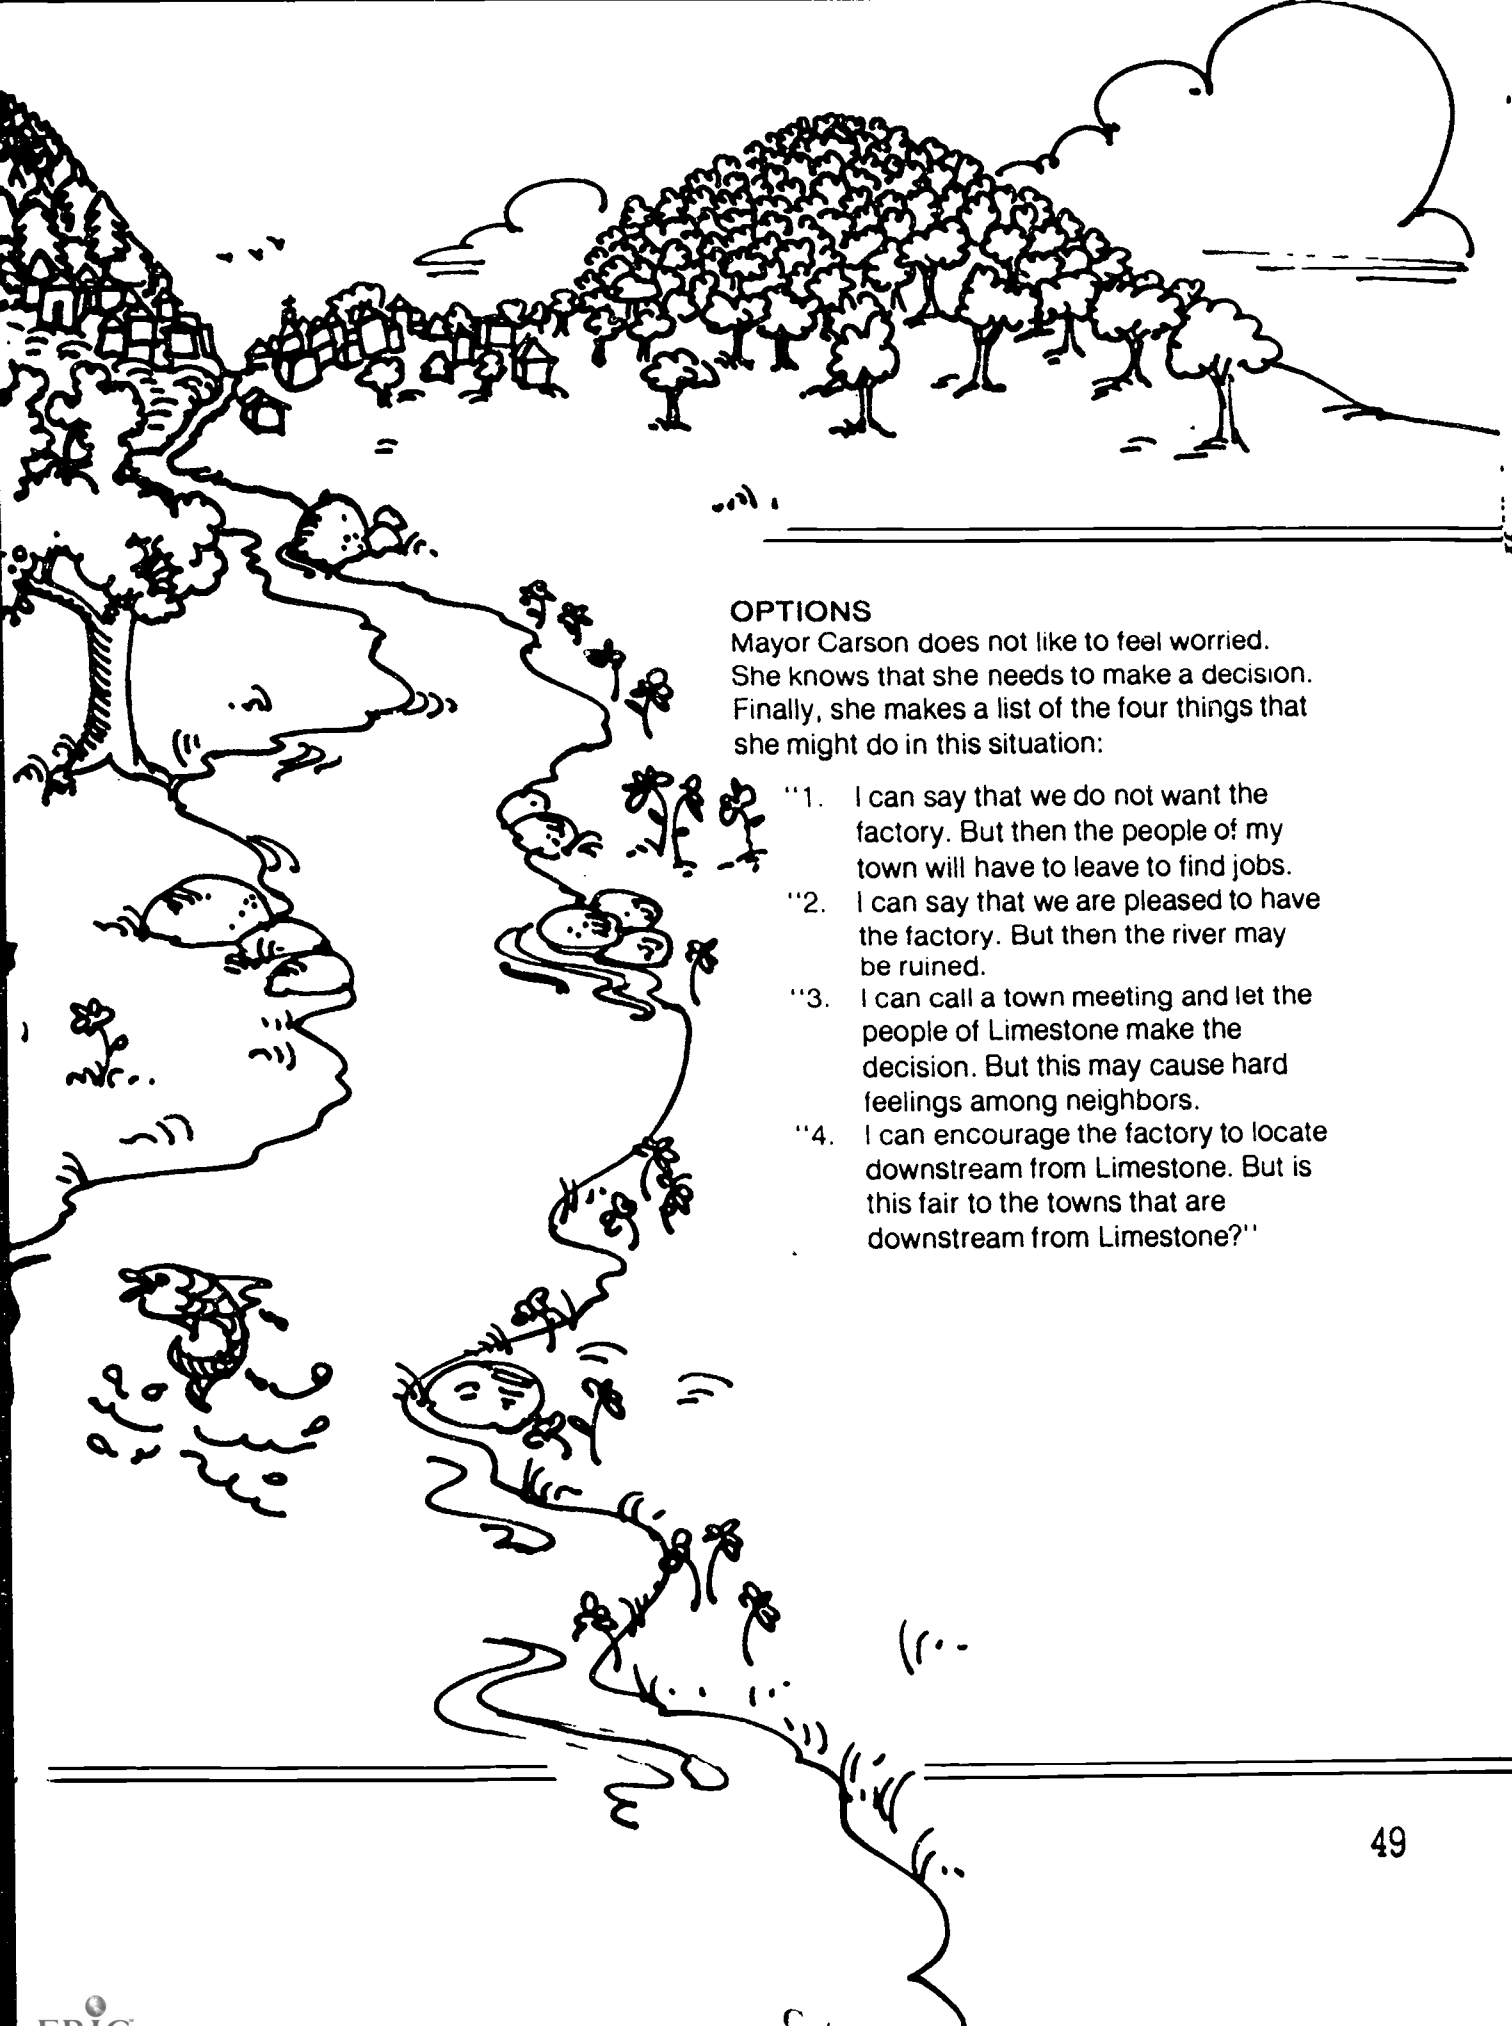 OPTIONS
Mayor Carson does not like to feel worried.
She knows that she needs to make a decision.
Finally, she makes a list of the four things that
she might do in this situation:
"1. I can say that we do not want the
factory. But then the people of my
town will have to leave to find jobs.
"2. I can say that we are pleased to have
the factory. But then the river may
be ruined.
"3. I can call a town meeting and let the
people of Limestone make the
decision. But this may cause hard
feelings among neighbors.
"4. I can encourage the factory to locate
downstream from Limestone. But is
this fair to the towns that are
downstream from Limestone?"
49
ERIC